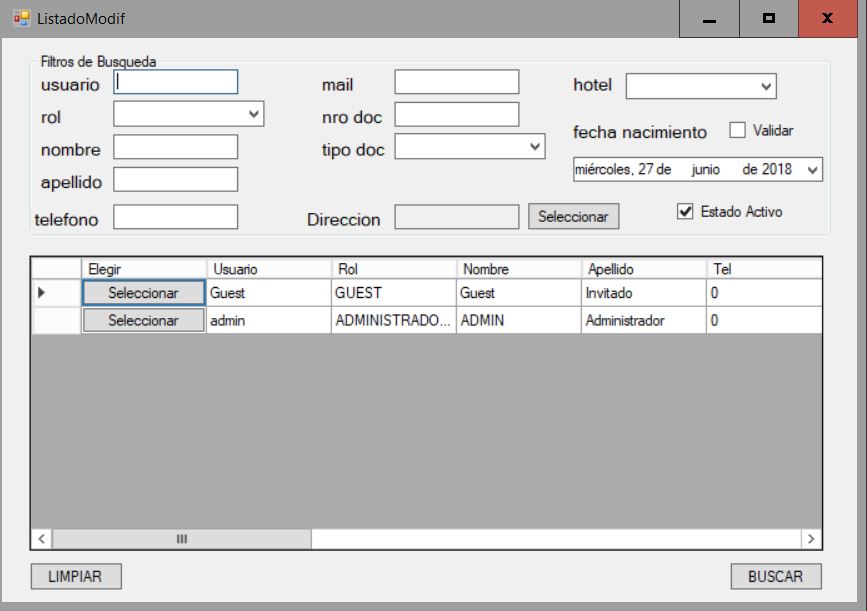 ListadoModif
Filtros de Busqueda
usuario mail hotel
rol nro doc fecha nacimiento Validar
nombre tipo doc
apellido miércoles, 27 de junio de 2018
telefono Direccion Seleccionar Estado Activo
Elegir Usuario Rol Nombre Apellido Tel
Seleccionar Guest GUEST Guest Invitado 0
Seleccionar admin ADMINISTRADO... ADMIN Administrador 0
LIMPIAR BUSCAR